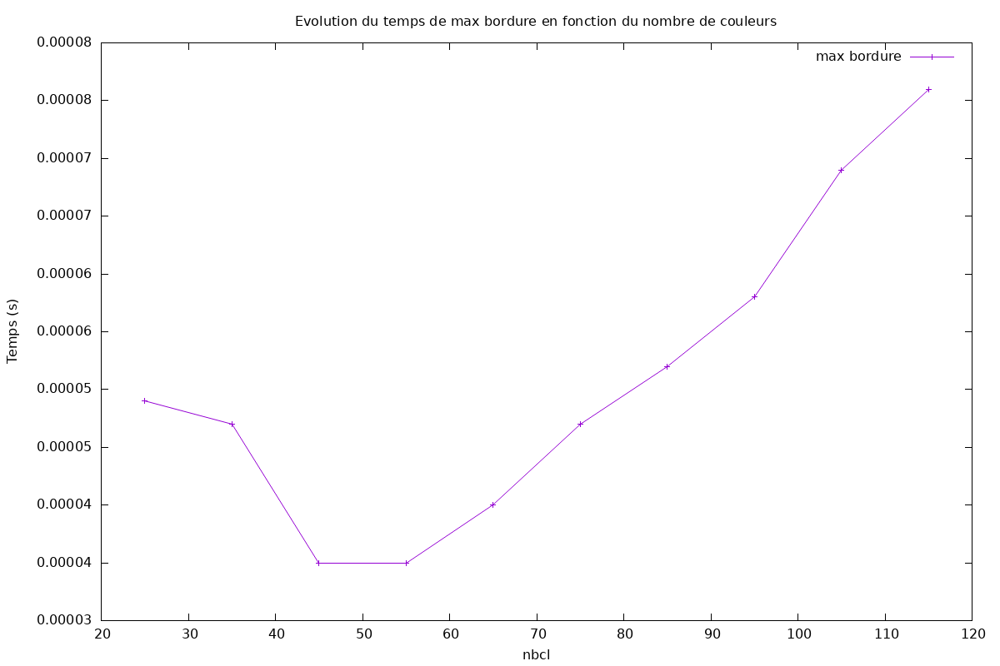 Evolution du temps de max bordure en fonction du nombre de couleurs
max bordure
0.00008
0.00008
0.00007
0.00007
0.00006
0.00006
0.00005
0.00005
0.00004
0.00004
0.00003
Temps (s)
20 30 40 50 60 70 80 90 100 110 120
nbcl